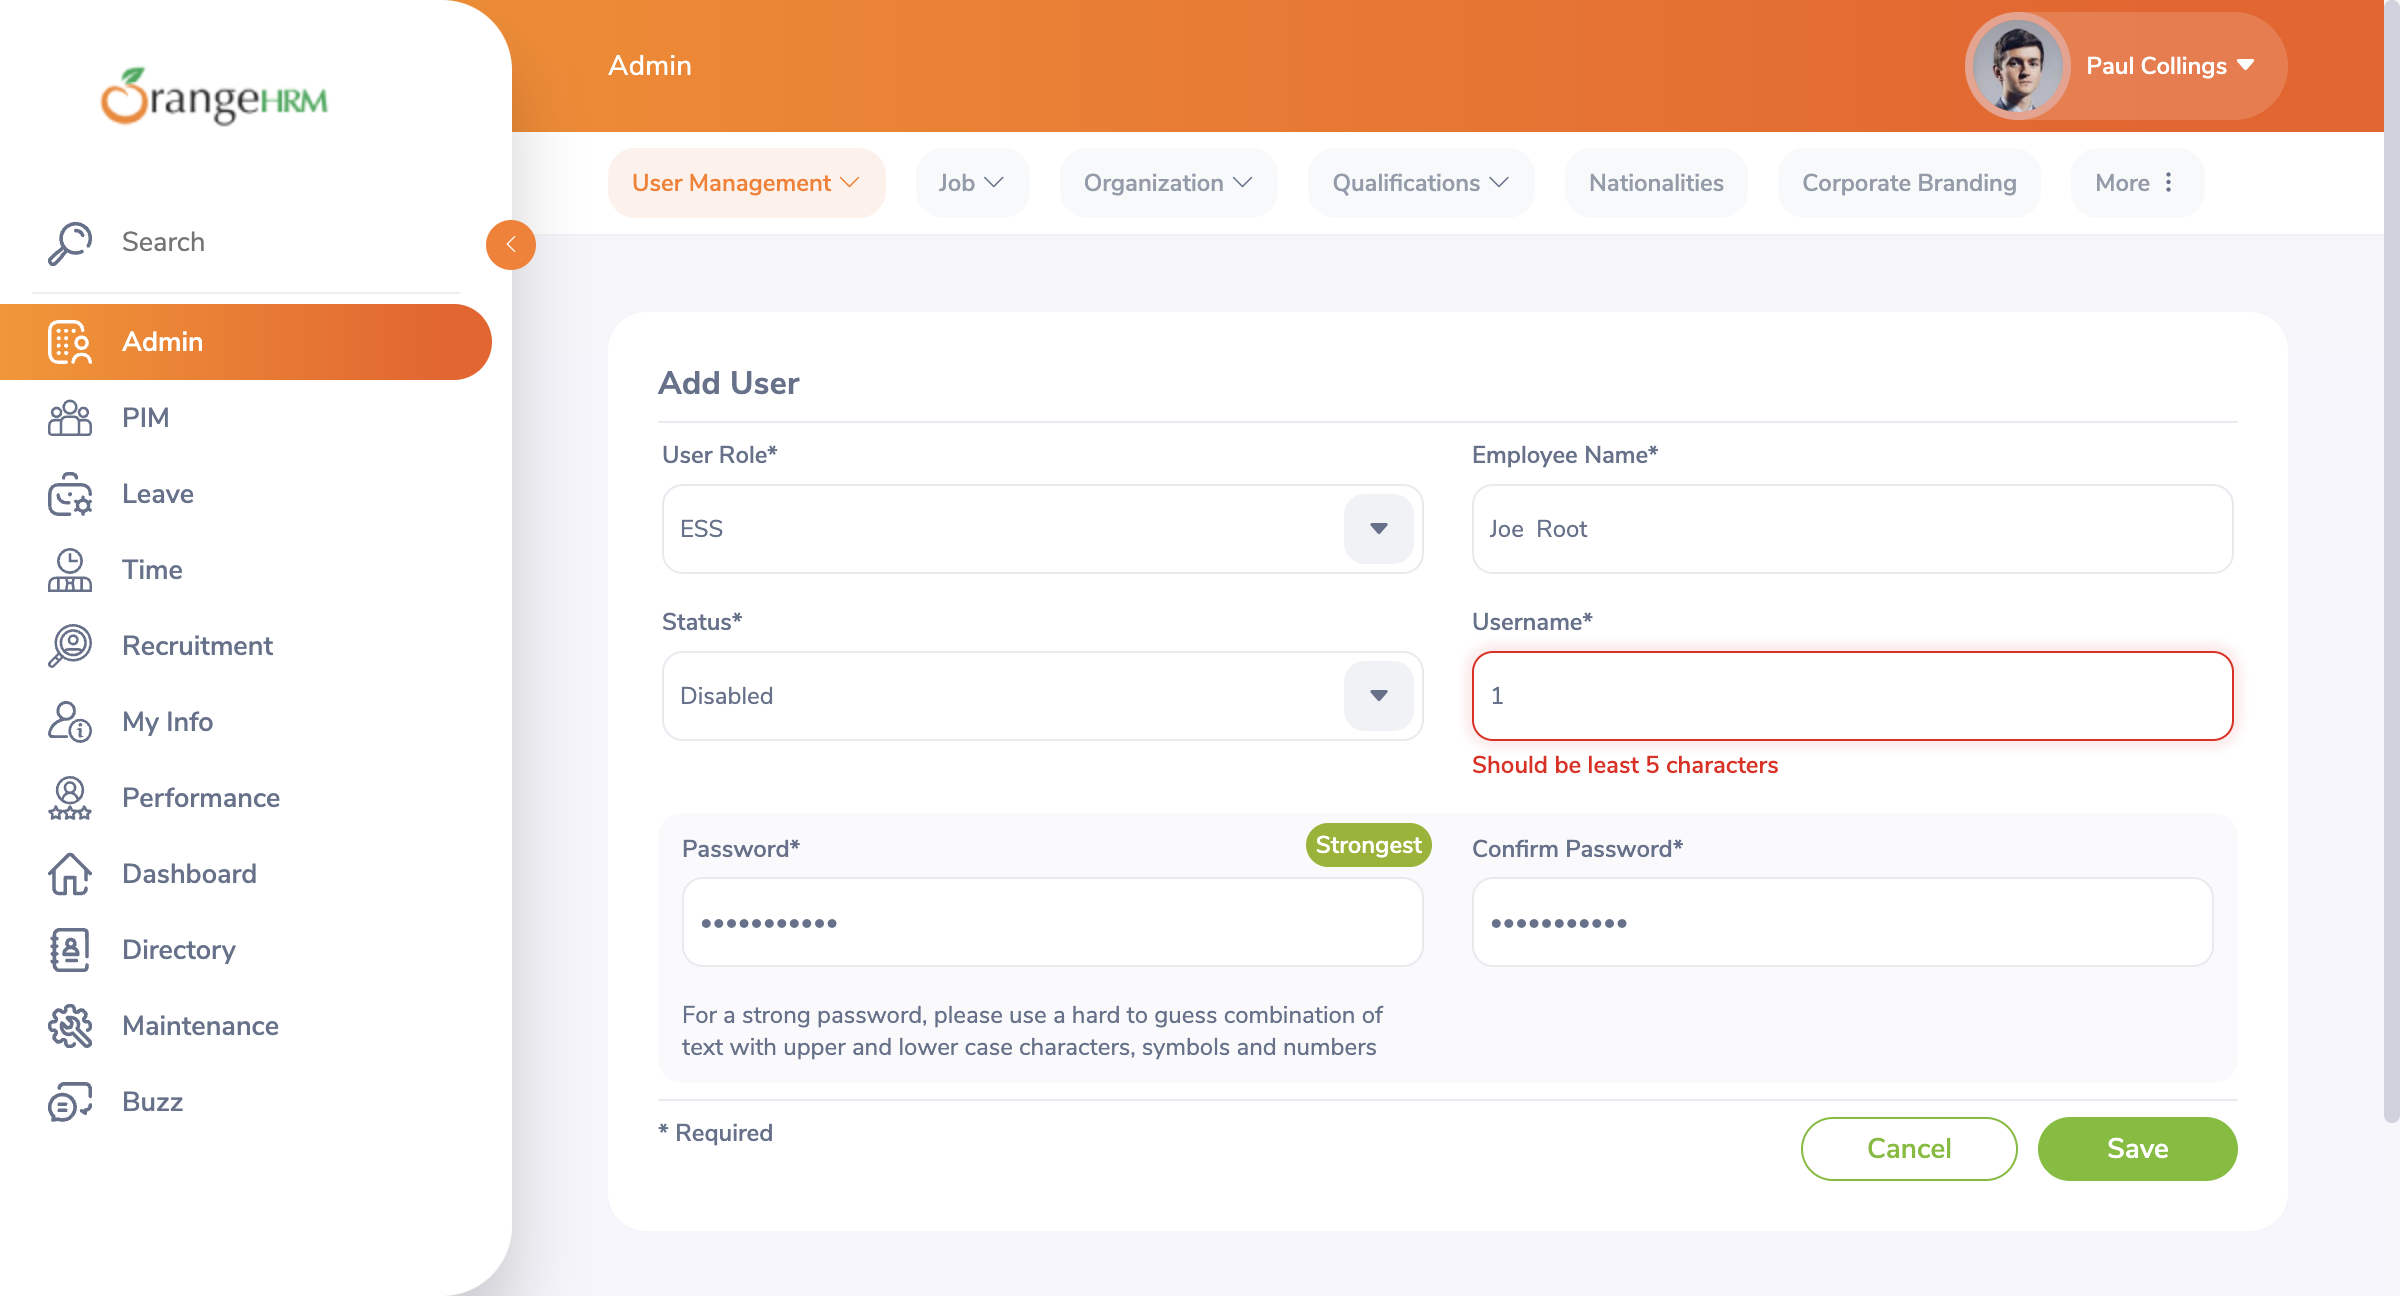 OrangeHRM
Admin
Paul Collings
User Management
Job
Organization
Qualifications
Nationalities
Corporate Branding
More
Search
Admin
PIM
Leave
Time
Recruitment
My Info
Performance
Dashboard
Directory
Maintenance
Buzz
Add User
User Role*
Employee Name*
ESS
Joe  Root
Status*
Username*
Disabled
1
Should be least 5 characters
Password*
Strongest
Confirm Password*
•••••••••••
•••••••••••
For a strong password, please use a hard to guess combination of
text with upper and lower case characters, symbols and numbers
* Required
Cancel
Save